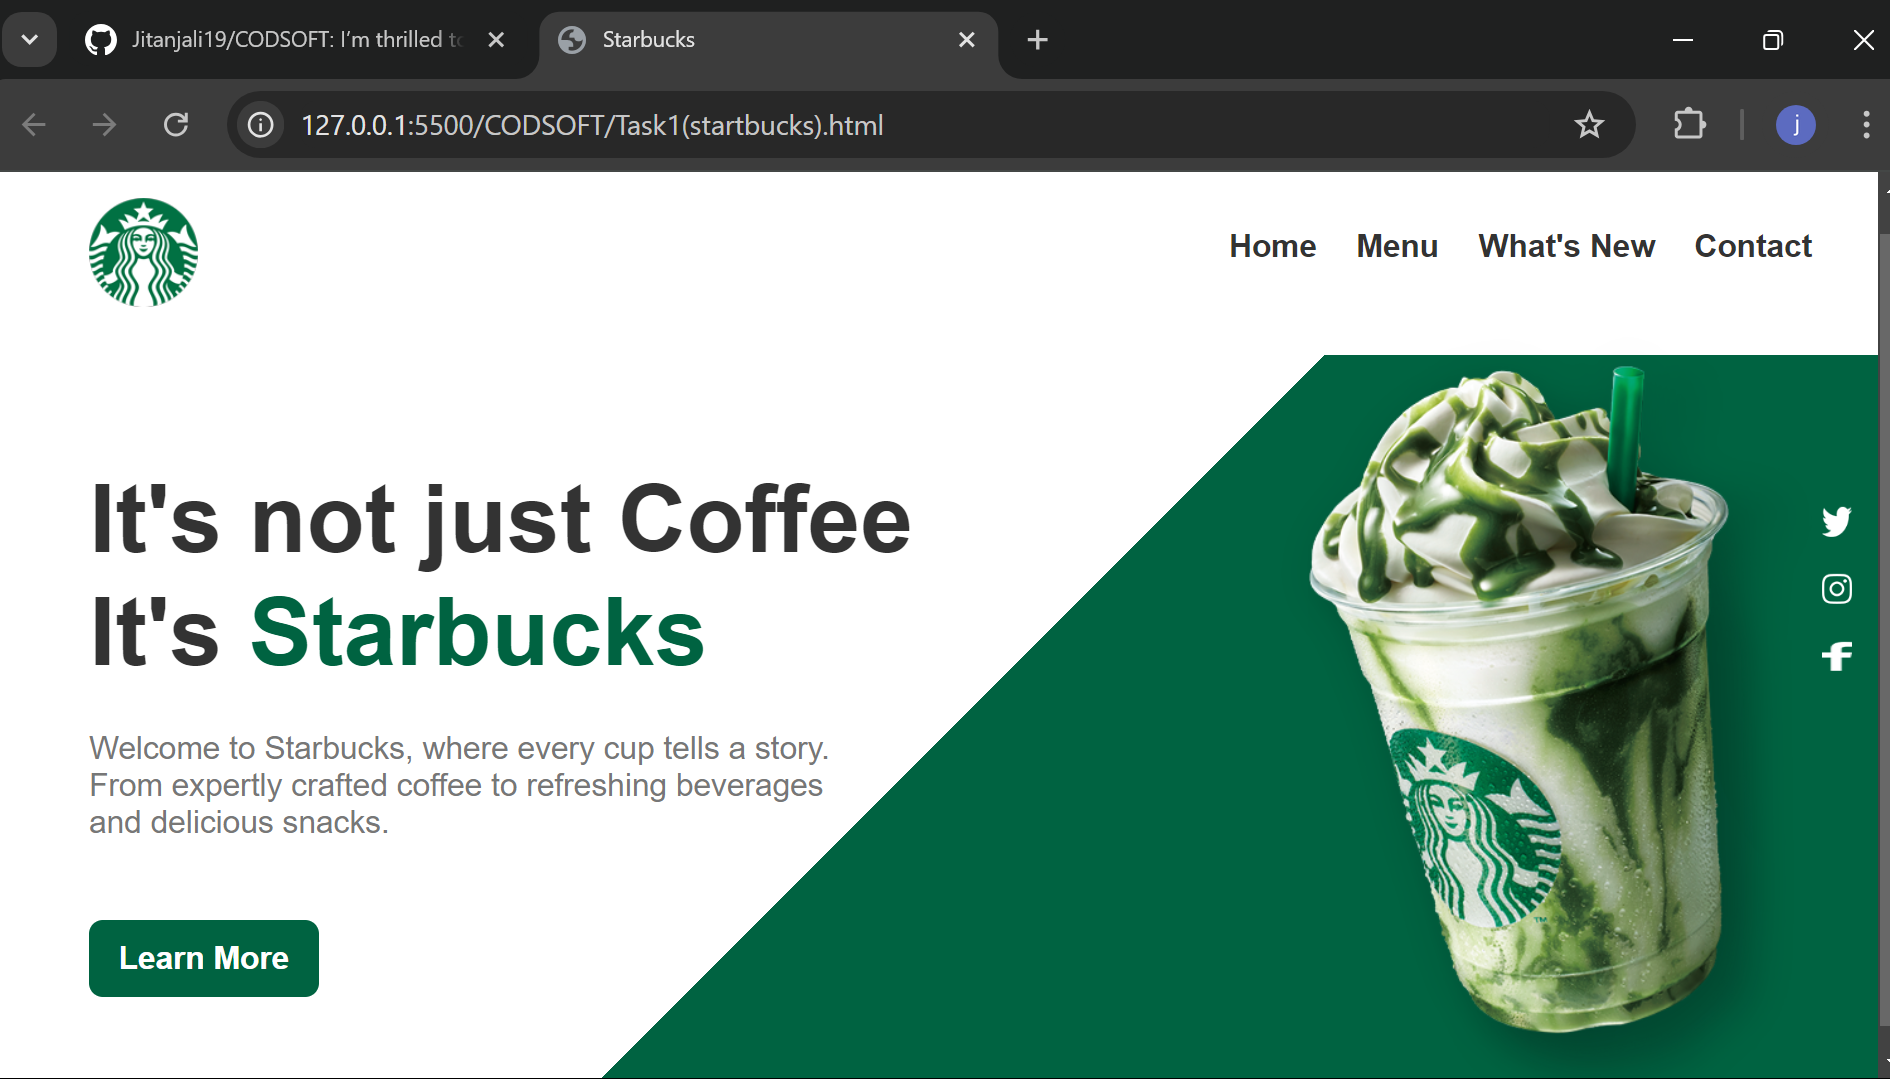 Jitanjali19/CODSOFT: I'm thrilled to
Starbucks
127.0.0.1:5500/CODSOFT/Task1(startbucks).html
j
Home Menu What's New Contact
It's not just Coffee
It's Starbucks
Welcome to Starbucks, where every cup tells a story.
From expertly crafted coffee to refreshing beverages
and delicious snacks.
Learn More
TM